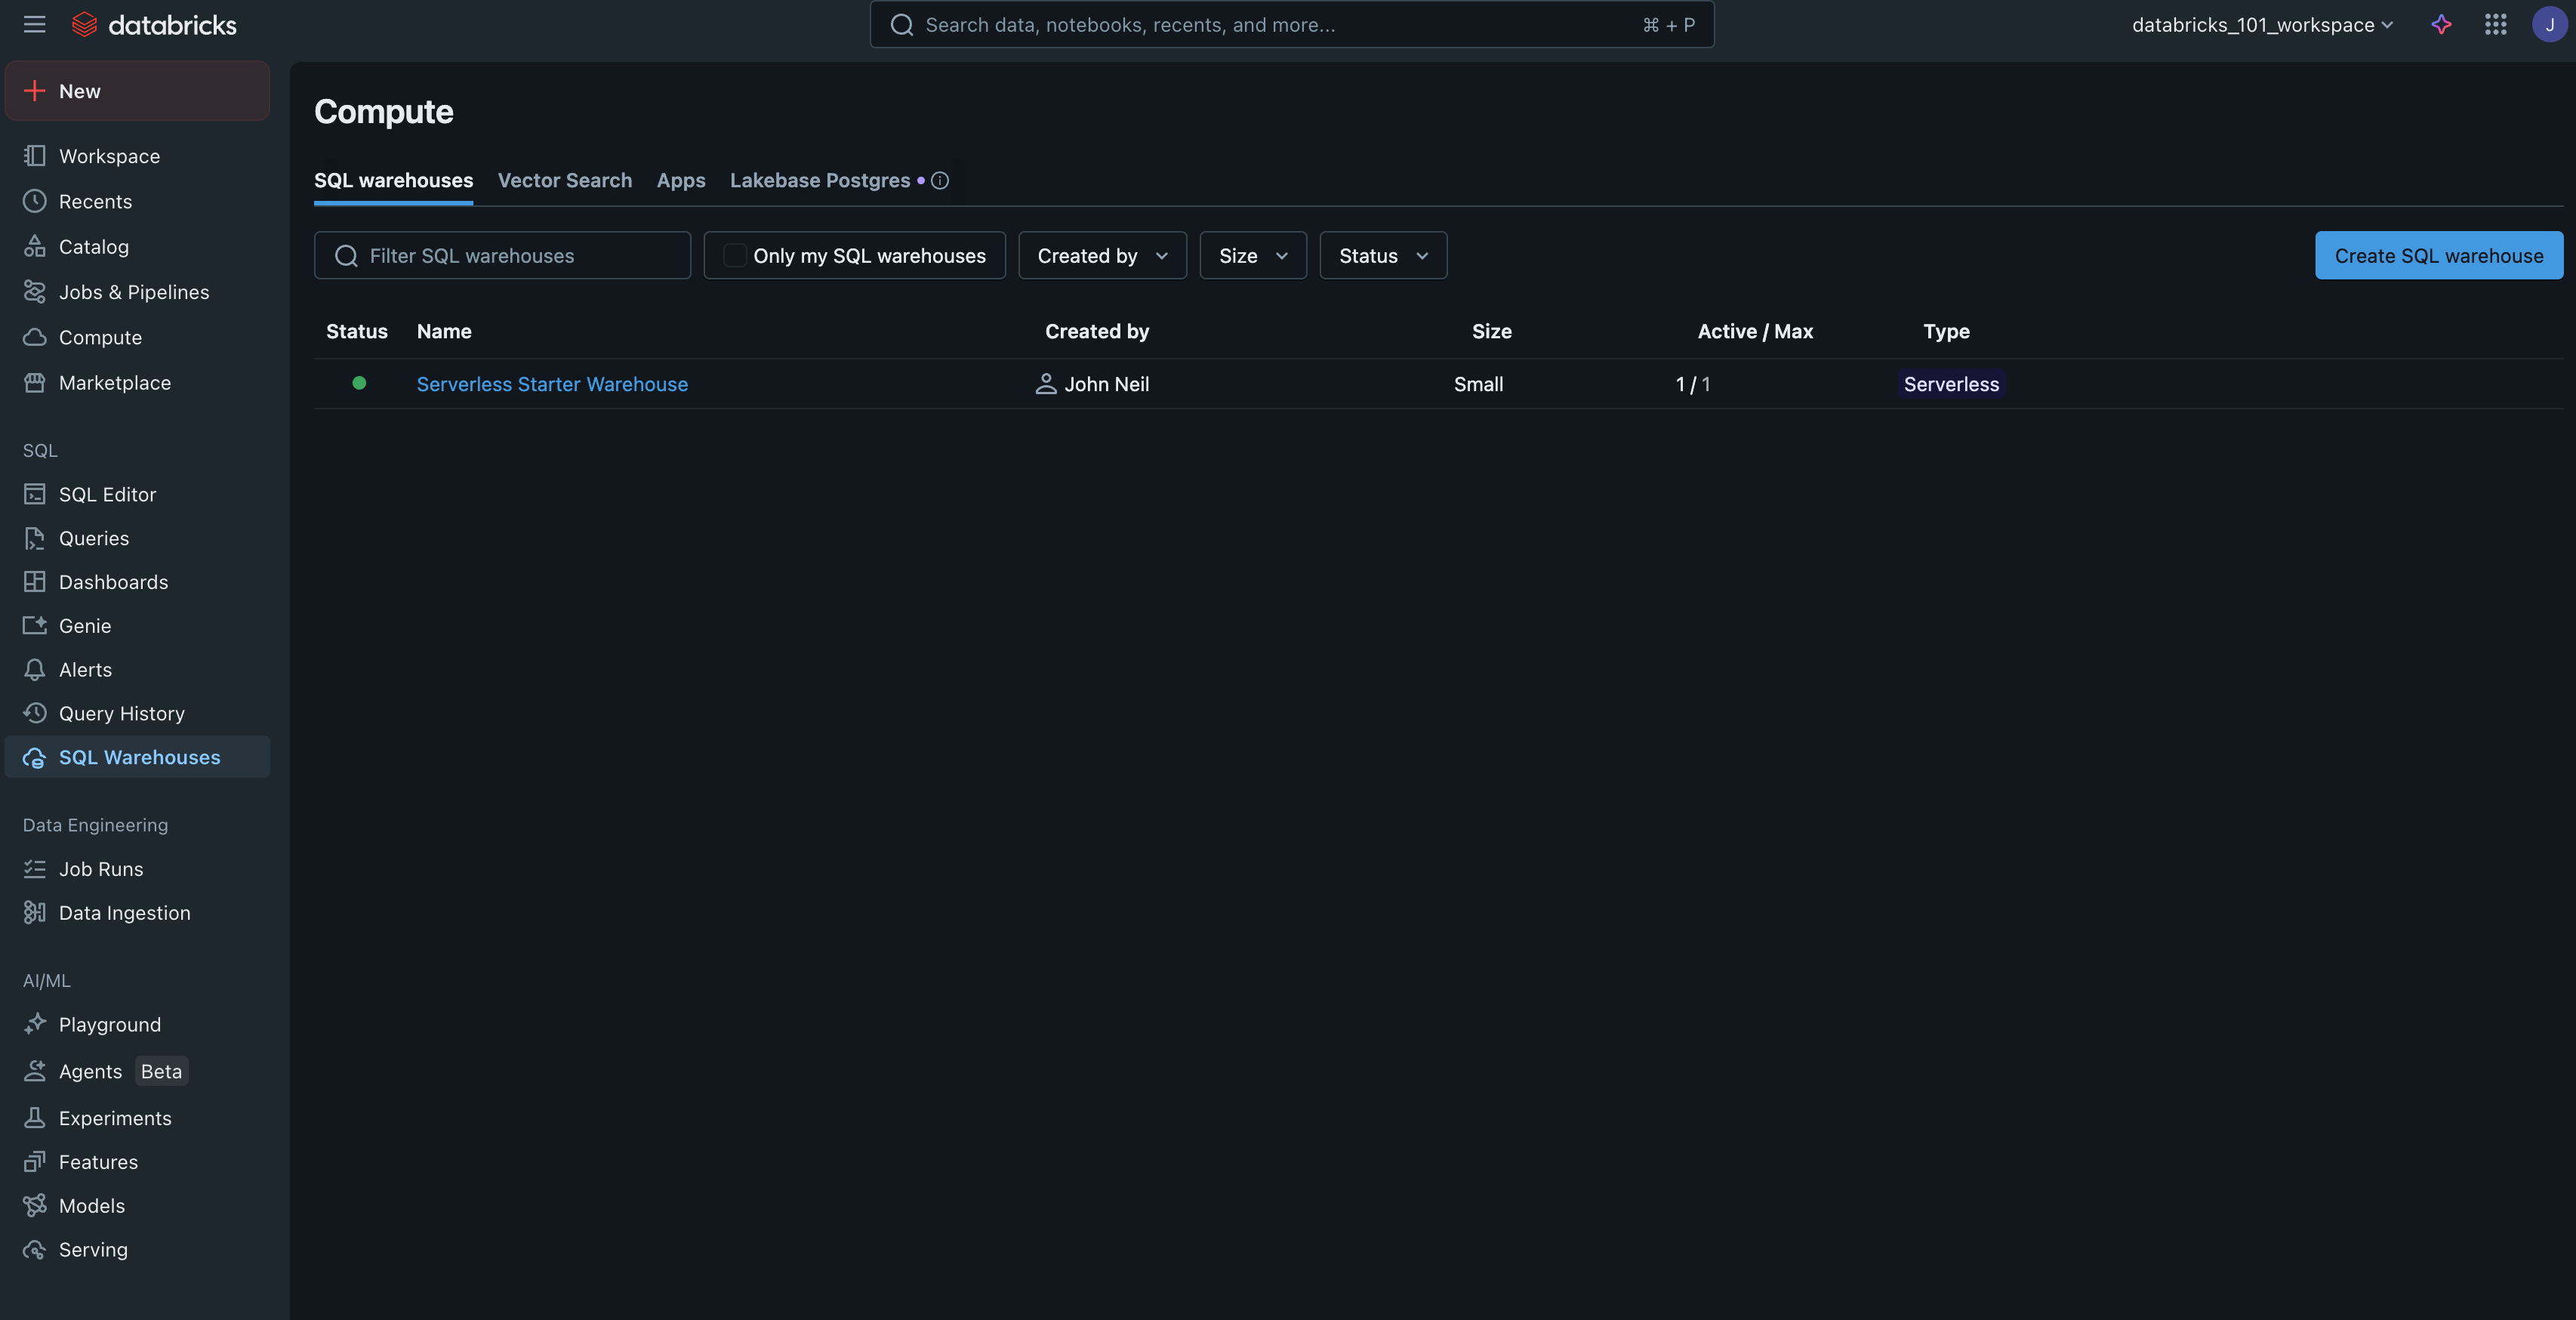 databricks
Search data, notebooks, recents, and more...
⌘ + P
databricks_101_workspace
J
New
Workspace
Recents
Catalog
Jobs & Pipelines
Compute
Marketplace
SQL
SQL Editor
Queries
Dashboards
Genie
Alerts
Query History
SQL Warehouses
Data Engineering
Job Runs
Data Ingestion
AI/ML
Playground
Agents Beta
Experiments
Features
Models
Serving
Compute
SQL warehouses Vector Search Apps Lakebase Postgres
Filter SQL warehouses Only my SQL warehouses Created by Size Status Create SQL warehouse
Status Name Created by Size Active / Max Type
Serverless Starter Warehouse John Neil Small 1 / 1 Serverless